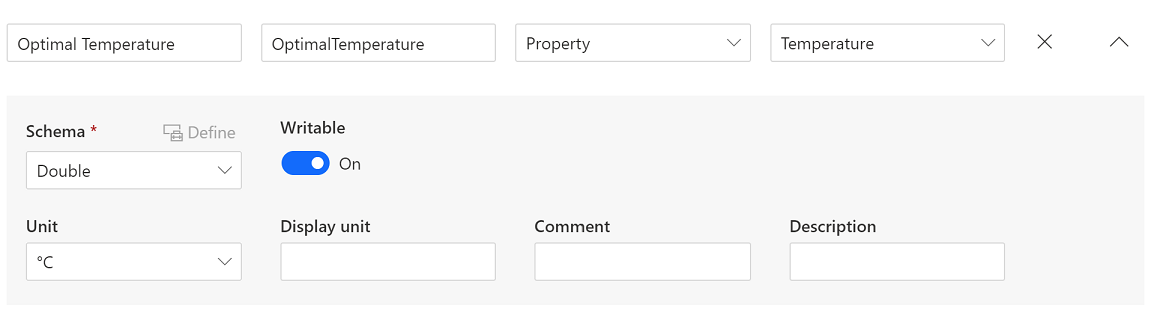 Optimal Temperature OptimalTemperature Property Temperature
Schema * Define Writable
Double On
Unit Display unit Comment Description
°C